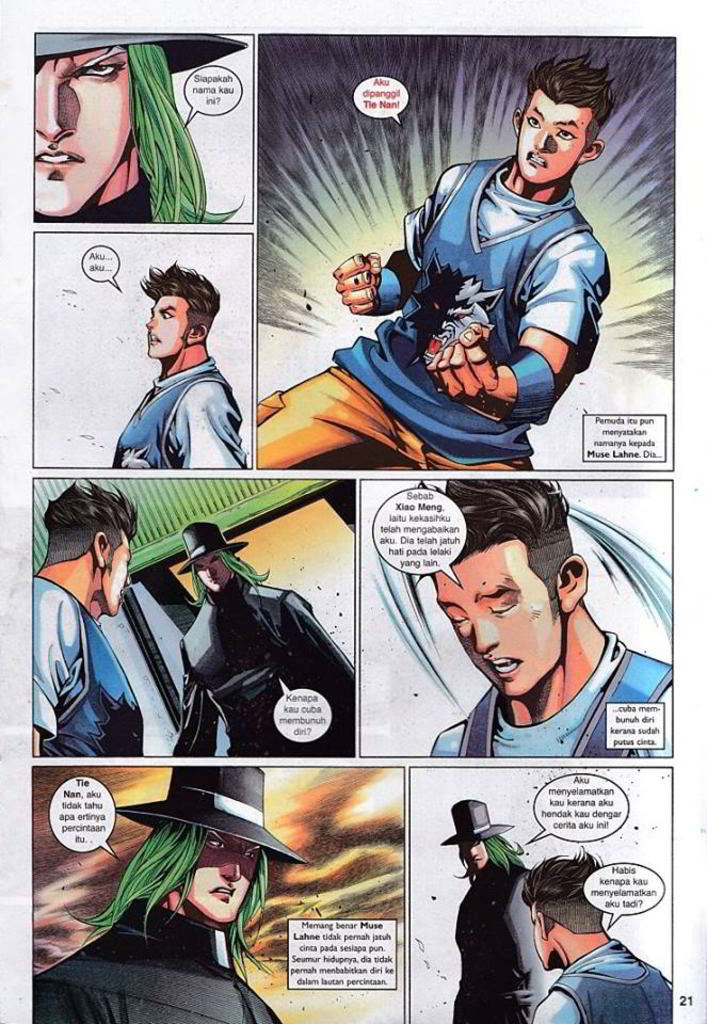 Siapakah
nama kau
ini?
Aku
dipanggil
Tie Nan!
Aku...
aku...
Pemuda itu pun
menyatakan
namanya kepada
Muse Lahne. Dia...
Kenapa
kau cuba
membunuh
diri?
Sebab
Xiao Meng,
iaitu kekasihku
telah mengabaikan
aku. Dia telah jatuh
hati pada lelaki
yang lain.
...cuba mem-
bunuh diri
kerana sudah
putus cinta.
Tie
Nan, aku
tidak tahu
apa ertinya
percintaan
itu. . .
Memang benar Muse
Lahne tidak pernah jatuh
cinta pada sesiapa pun.
Seumur hidupnya, dia tidak
pernah menbabitkan diri ke
dalam lautan percintaan.
Aku
menyelamatkan
kau kerana aku
hendak kau dengar
cerita aku ini!
Habis
kenapa kau
menyelamatkan
aku tadi?
21